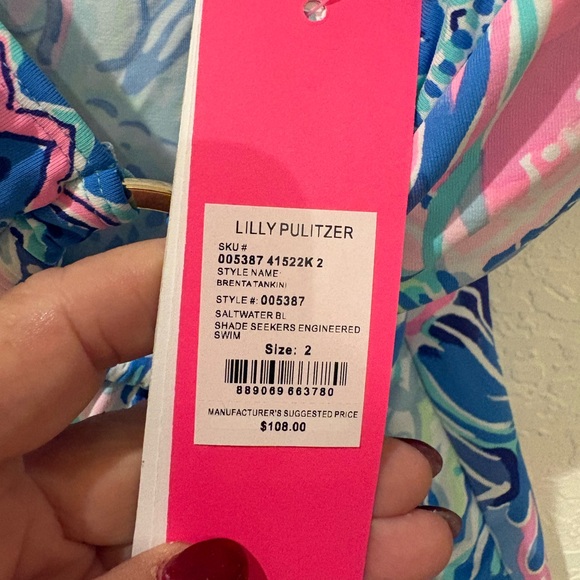 LILLY PULITZER
SKU #
005387 41522K 2
STYLE NAME:
BRENTA TANKINI
STYLE #: 005387
SALTWATER BL
SHADE SEEKERS ENGINEERED
SWIM
Size: 2
889069 663780
MANUFACTURER'S SUGGESTED PRICE
$108.00